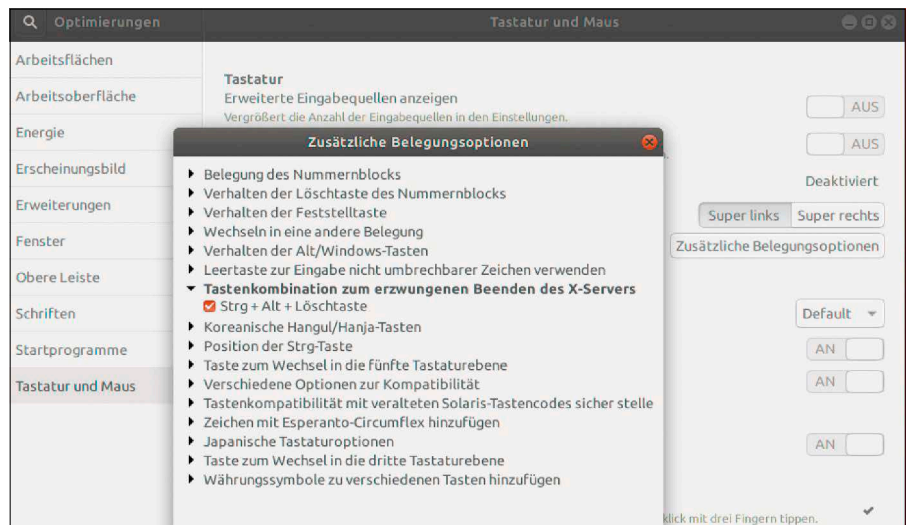 Optimierungen
Tastatur und Maus
Arbeitsflächen
Arbeitsoberfläche
Energie
Erscheinungsbild
Erweiterungen
Fenster
Obere Leiste
Schriften
Startprogramme
Tastatur und Maus
Tastatur
Erweiterte Eingabequellen anzeigen
AUS
Vergrößert die Anzahl der Eingabequellen in den Einstellungen.
AUS
Deaktiviert
Super links Super rechts
Zusätzliche Belegungsoptionen
Default
AN
AN
AN
klick mit drei Fingern tippen.
Zusätzliche Belegungsoptionen
Belegung des Nummernblocks
Verhalten der Löschtaste des Nummernblocks
Verhalten der Feststelltaste
Wechseln in eine andere Belegung
Verhalten der Alt/Windows-Tasten
Leertaste zur Eingabe nicht umbrechbarer Zeichen verwenden
Tastenkombination zum erzwungenen Beenden des X-Servers
Strg + Alt + Löschtaste
Koreanische Hangul/Hanja-Tasten
Position der Strg-Taste
Taste zum Wechsel in die fünfte Tastaturebene
Verschiedene Optionen zur Kompatibilität
Tastenkompatibilität mit veralteten Solaris-Tastencodes sicher stelle
Zeichen mit Esperanto-Circumflex hinzufügen
Japanische Tastaturoptionen
Taste zum Wechsel in die dritte Tastaturebene
Währungssymbole zu verschiedenen Tasten hinzufügen